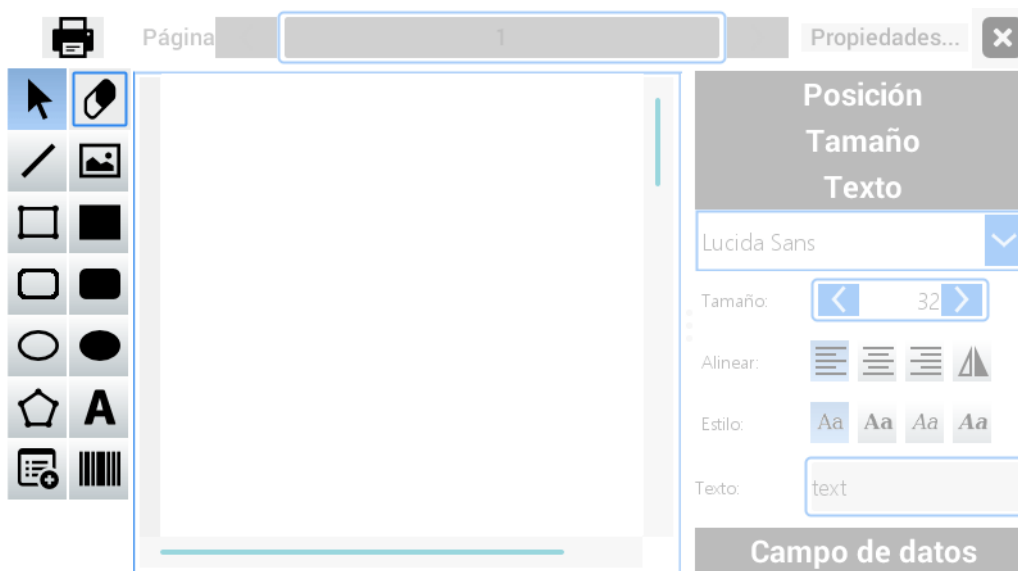 Página 1 Propiedades...
Posición
Tamaño
Texto
Lucida Sans
Tamaño: 32
Alinear:
Estilo: Aa Aa Aa Aa
Texto: text
Campo de datos
A